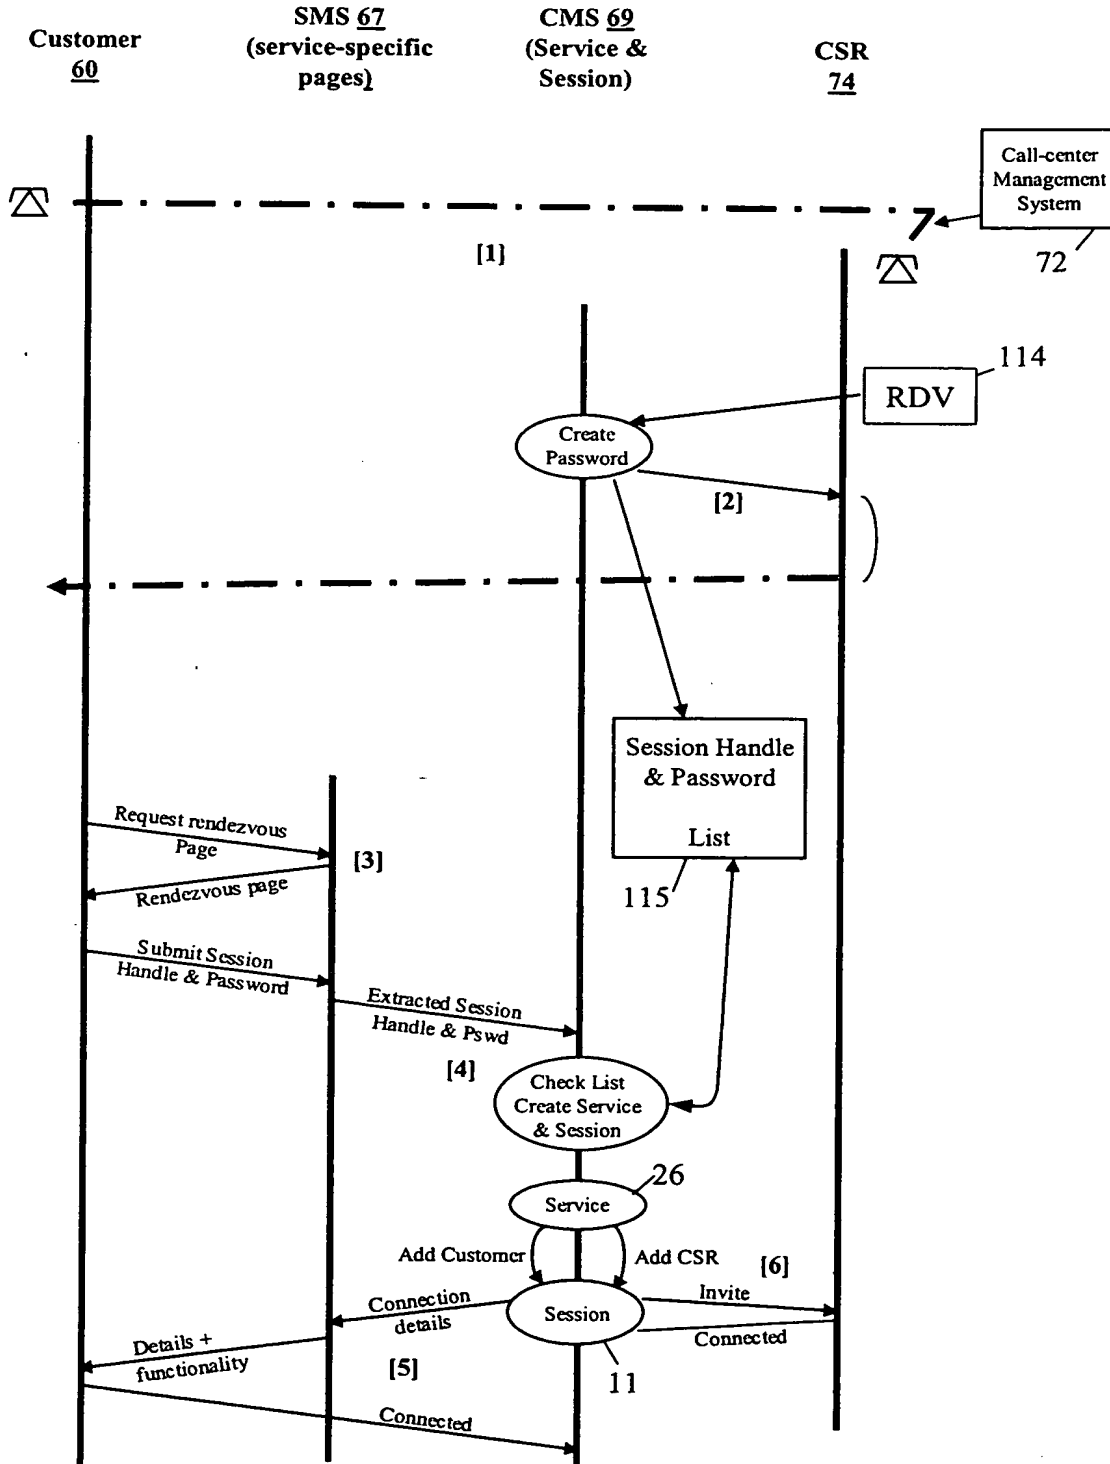 Customer
60
SMS 67
(service-specific
pages)
CMS 69
(Service &
Session)
CSR
74
Call-center
Management
System
72
[1]
114
RDV
Create
Password
[2]
Session Handle
& Password
List
115
Request rendezvous
Page
[3]
Rendezvous page
Submit Session
Handle & Password
Extracted Session
Handle & Pswd
[4]
Check List
Create Service
& Session
26
Service
Add Customer
Add CSR
[6]
Connection
details
Session
Invite
Connected
Details +
functionality
[5]
11
Connected